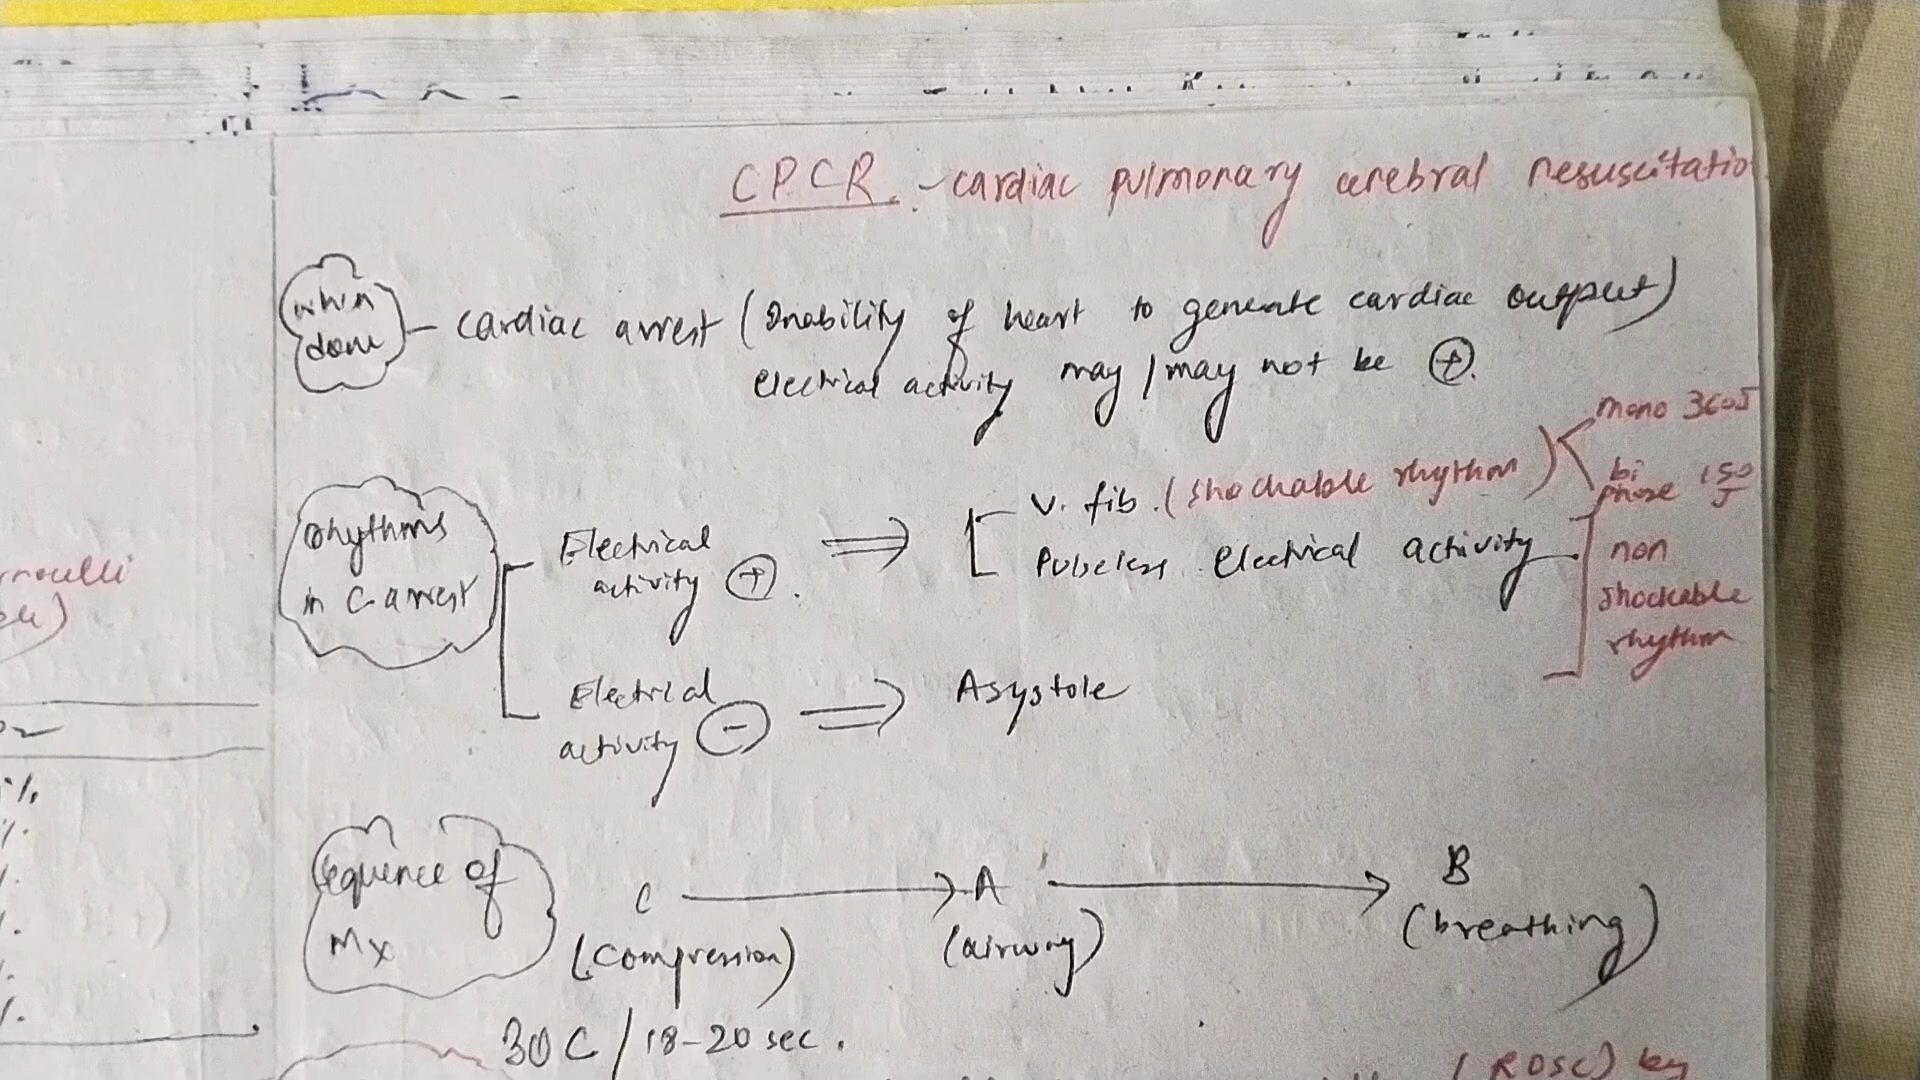 CPCR. - cardiac pulmonary cerebral resuscitatio
when done - cardiac arrest (Inability of heart to generate cardiac output)
Electrical activity may / may not be ⊕.
Rhythms in C. arrest
Electrical activity ⊕. ⇒ V. fib. (shockable rhythm) mono 360J
bi phase 150 J
Pulseless Electrical activity
non shockable rhythm
Electrical activity ⊖ ⇒ Asystole
Sequence of Mx
C → A → B
(compression) (airway) (breathing)
30 C / 18-20 sec.
(ROSC) by